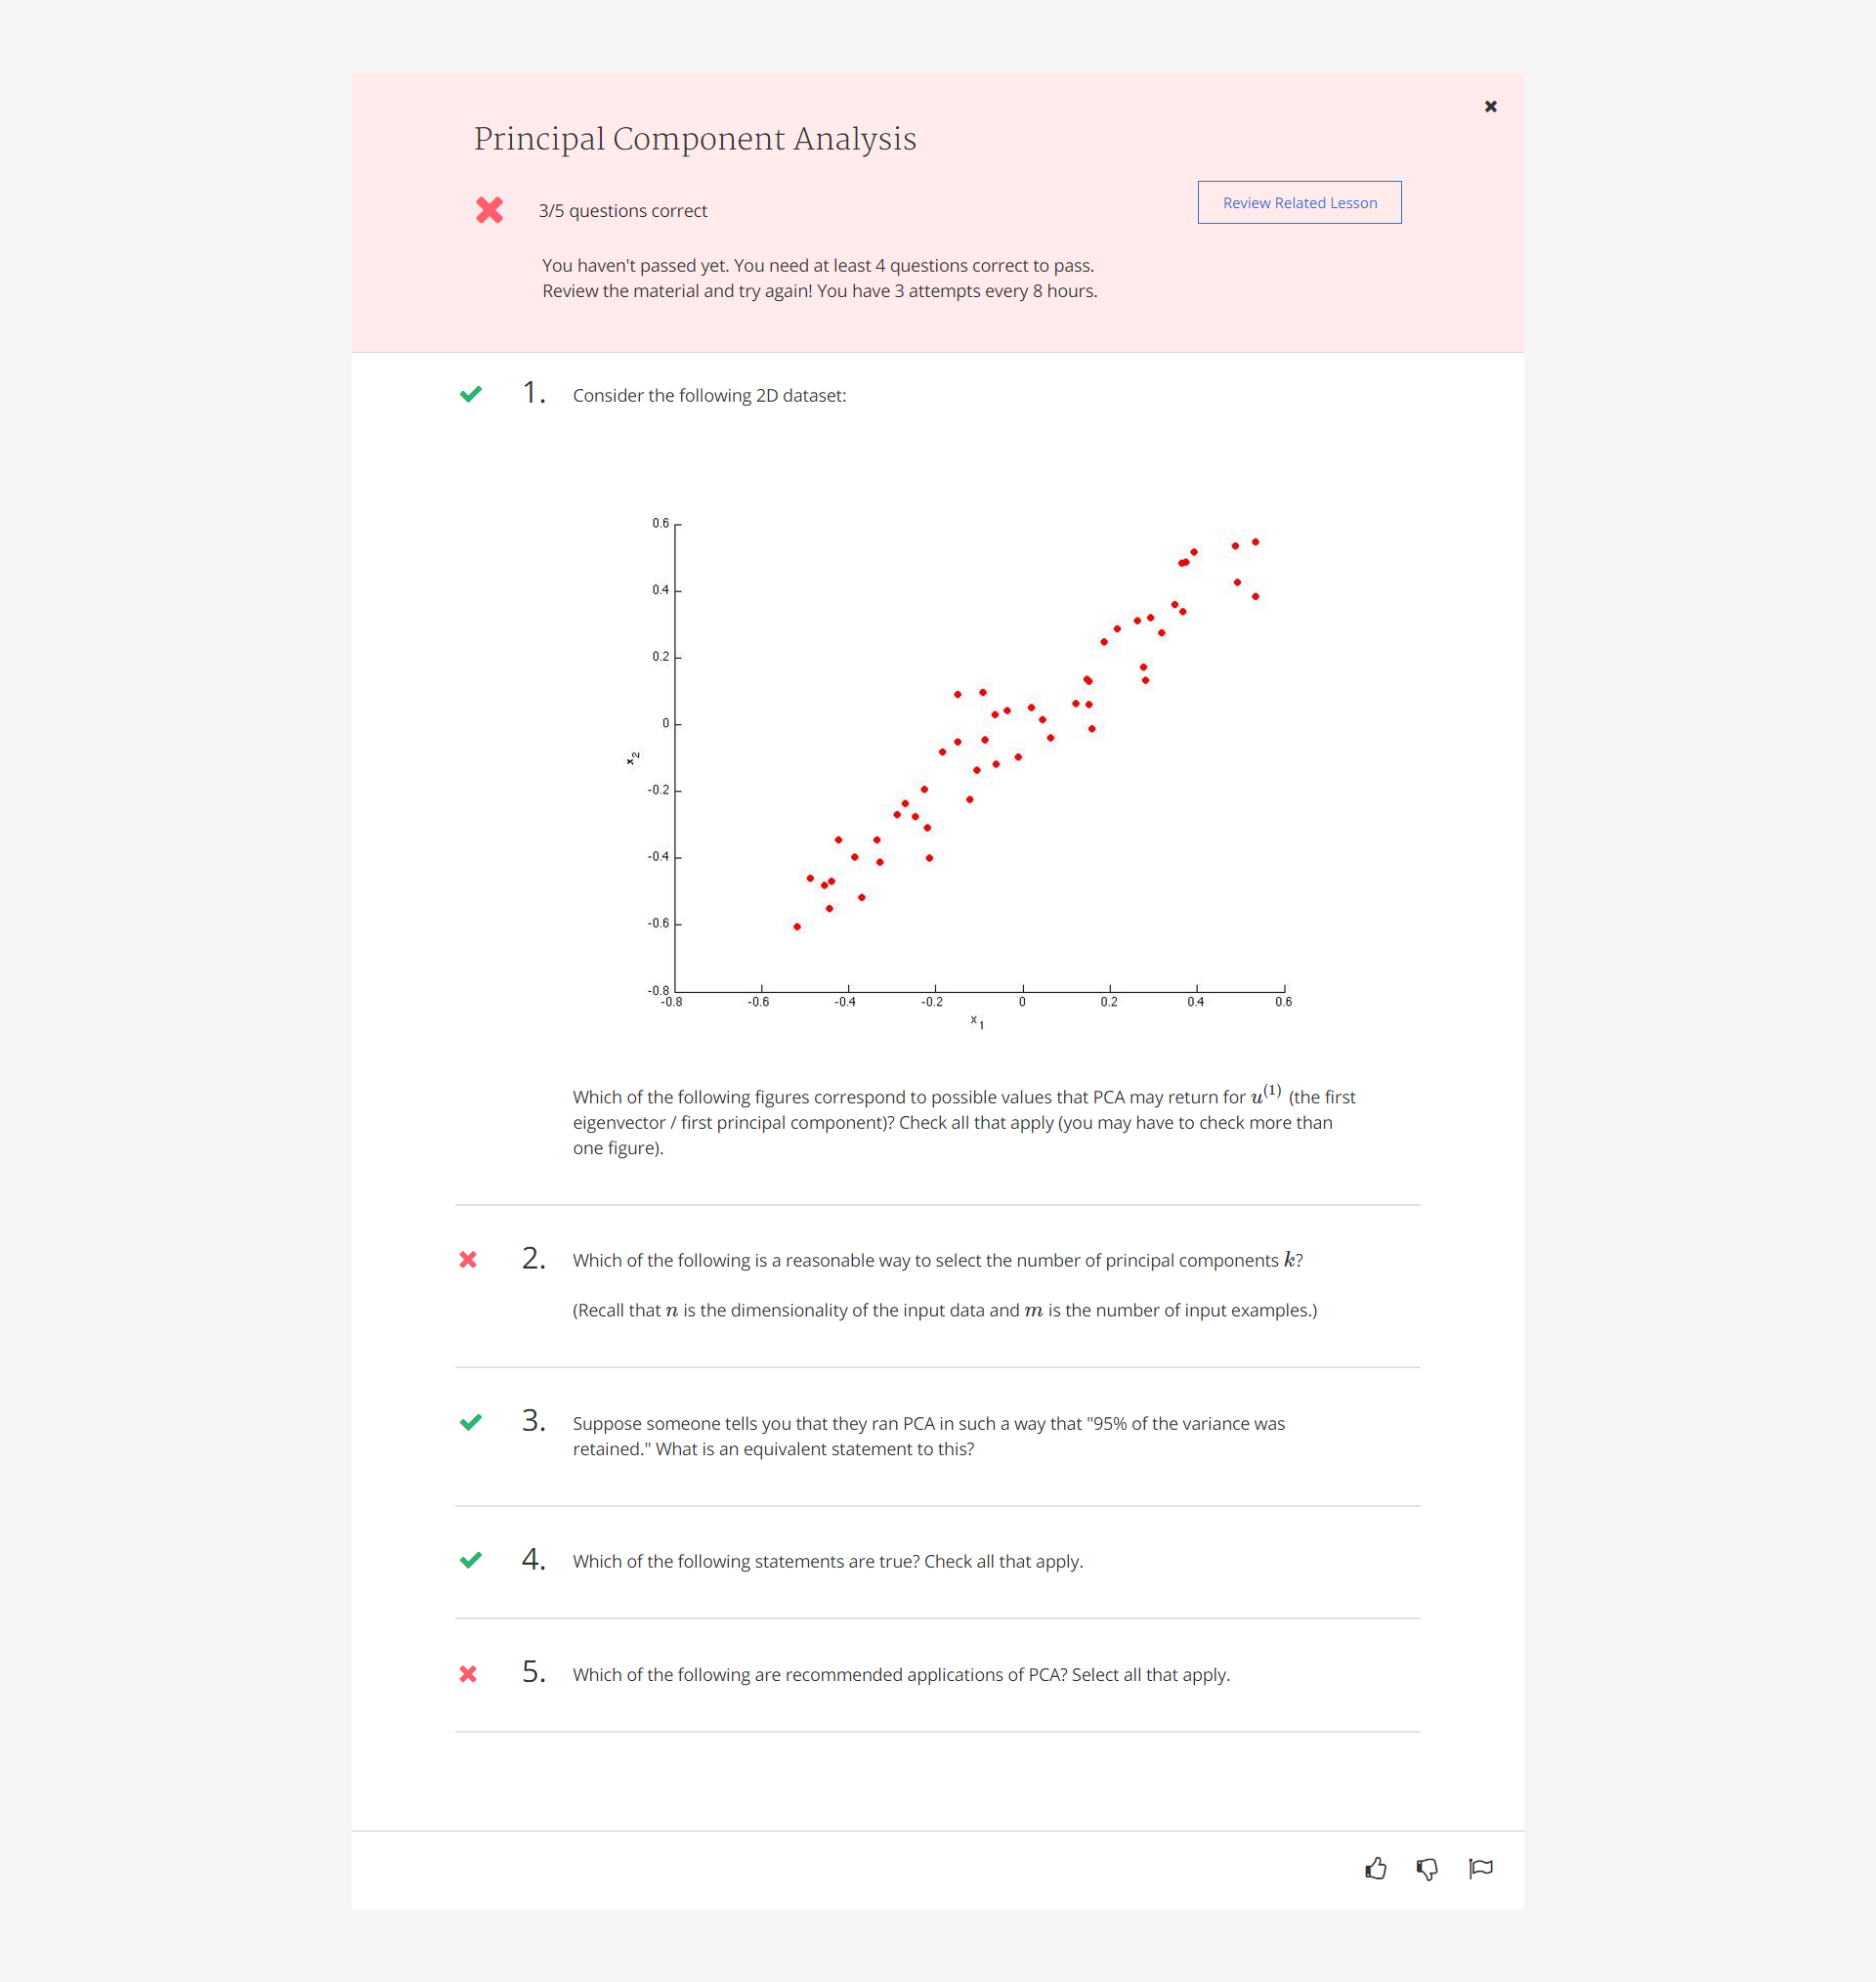 Principal Component Analysis
3/5 questions correct
Review Related Lesson
You haven't passed yet. You need at least 4 questions correct to pass.
Review the material and try again! You have 3 attempts every 8 hours.
1. Consider the following 2D dataset:
0.6
0.4
0.2
0
-0.2
-0.4
-0.6
-0.8
x₂
-0.8 -0.6 -0.4 -0.2 0 0.2 0.4 0.6
x₁
Which of the following figures correspond to possible values that PCA may return for u⁽¹⁾ (the first
eigenvector / first principal component)? Check all that apply (you may have to check more than
one figure).
2. Which of the following is a reasonable way to select the number of principal components k?
(Recall that n is the dimensionality of the input data and m is the number of input examples.)
3. Suppose someone tells you that they ran PCA in such a way that "95% of the variance was
retained." What is an equivalent statement to this?
4. Which of the following statements are true? Check all that apply.
5. Which of the following are recommended applications of PCA? Select all that apply.